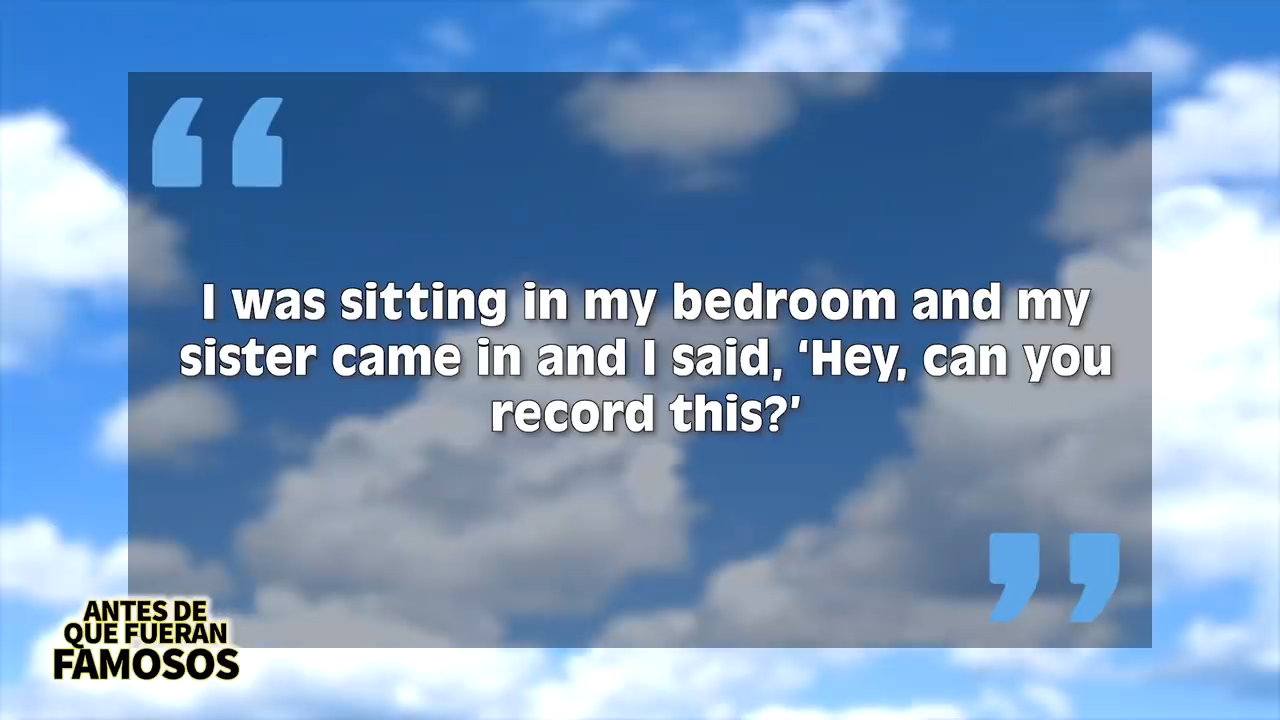 “
I was sitting in my bedroom and my
sister came in and I said, ‘Hey, can you
record this?’
”
ANTES DE
QUE FUERAN
FAMOSOS